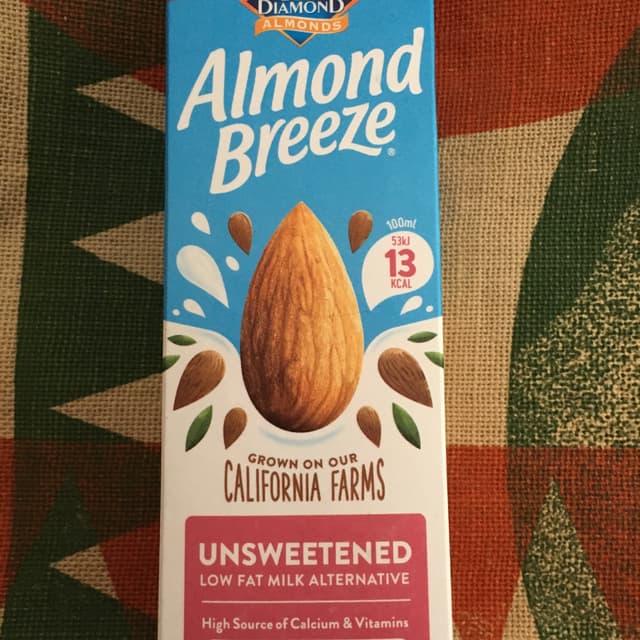 DIAMOND
ALMONDS
Almond
Breeze®
100ml
53kJ
13
KCAL
GROWN ON OUR
CALIFORNIA FARMS
UNSWEETENED
LOW FAT MILK ALTERNATIVE
High Source of Calcium & Vitamins